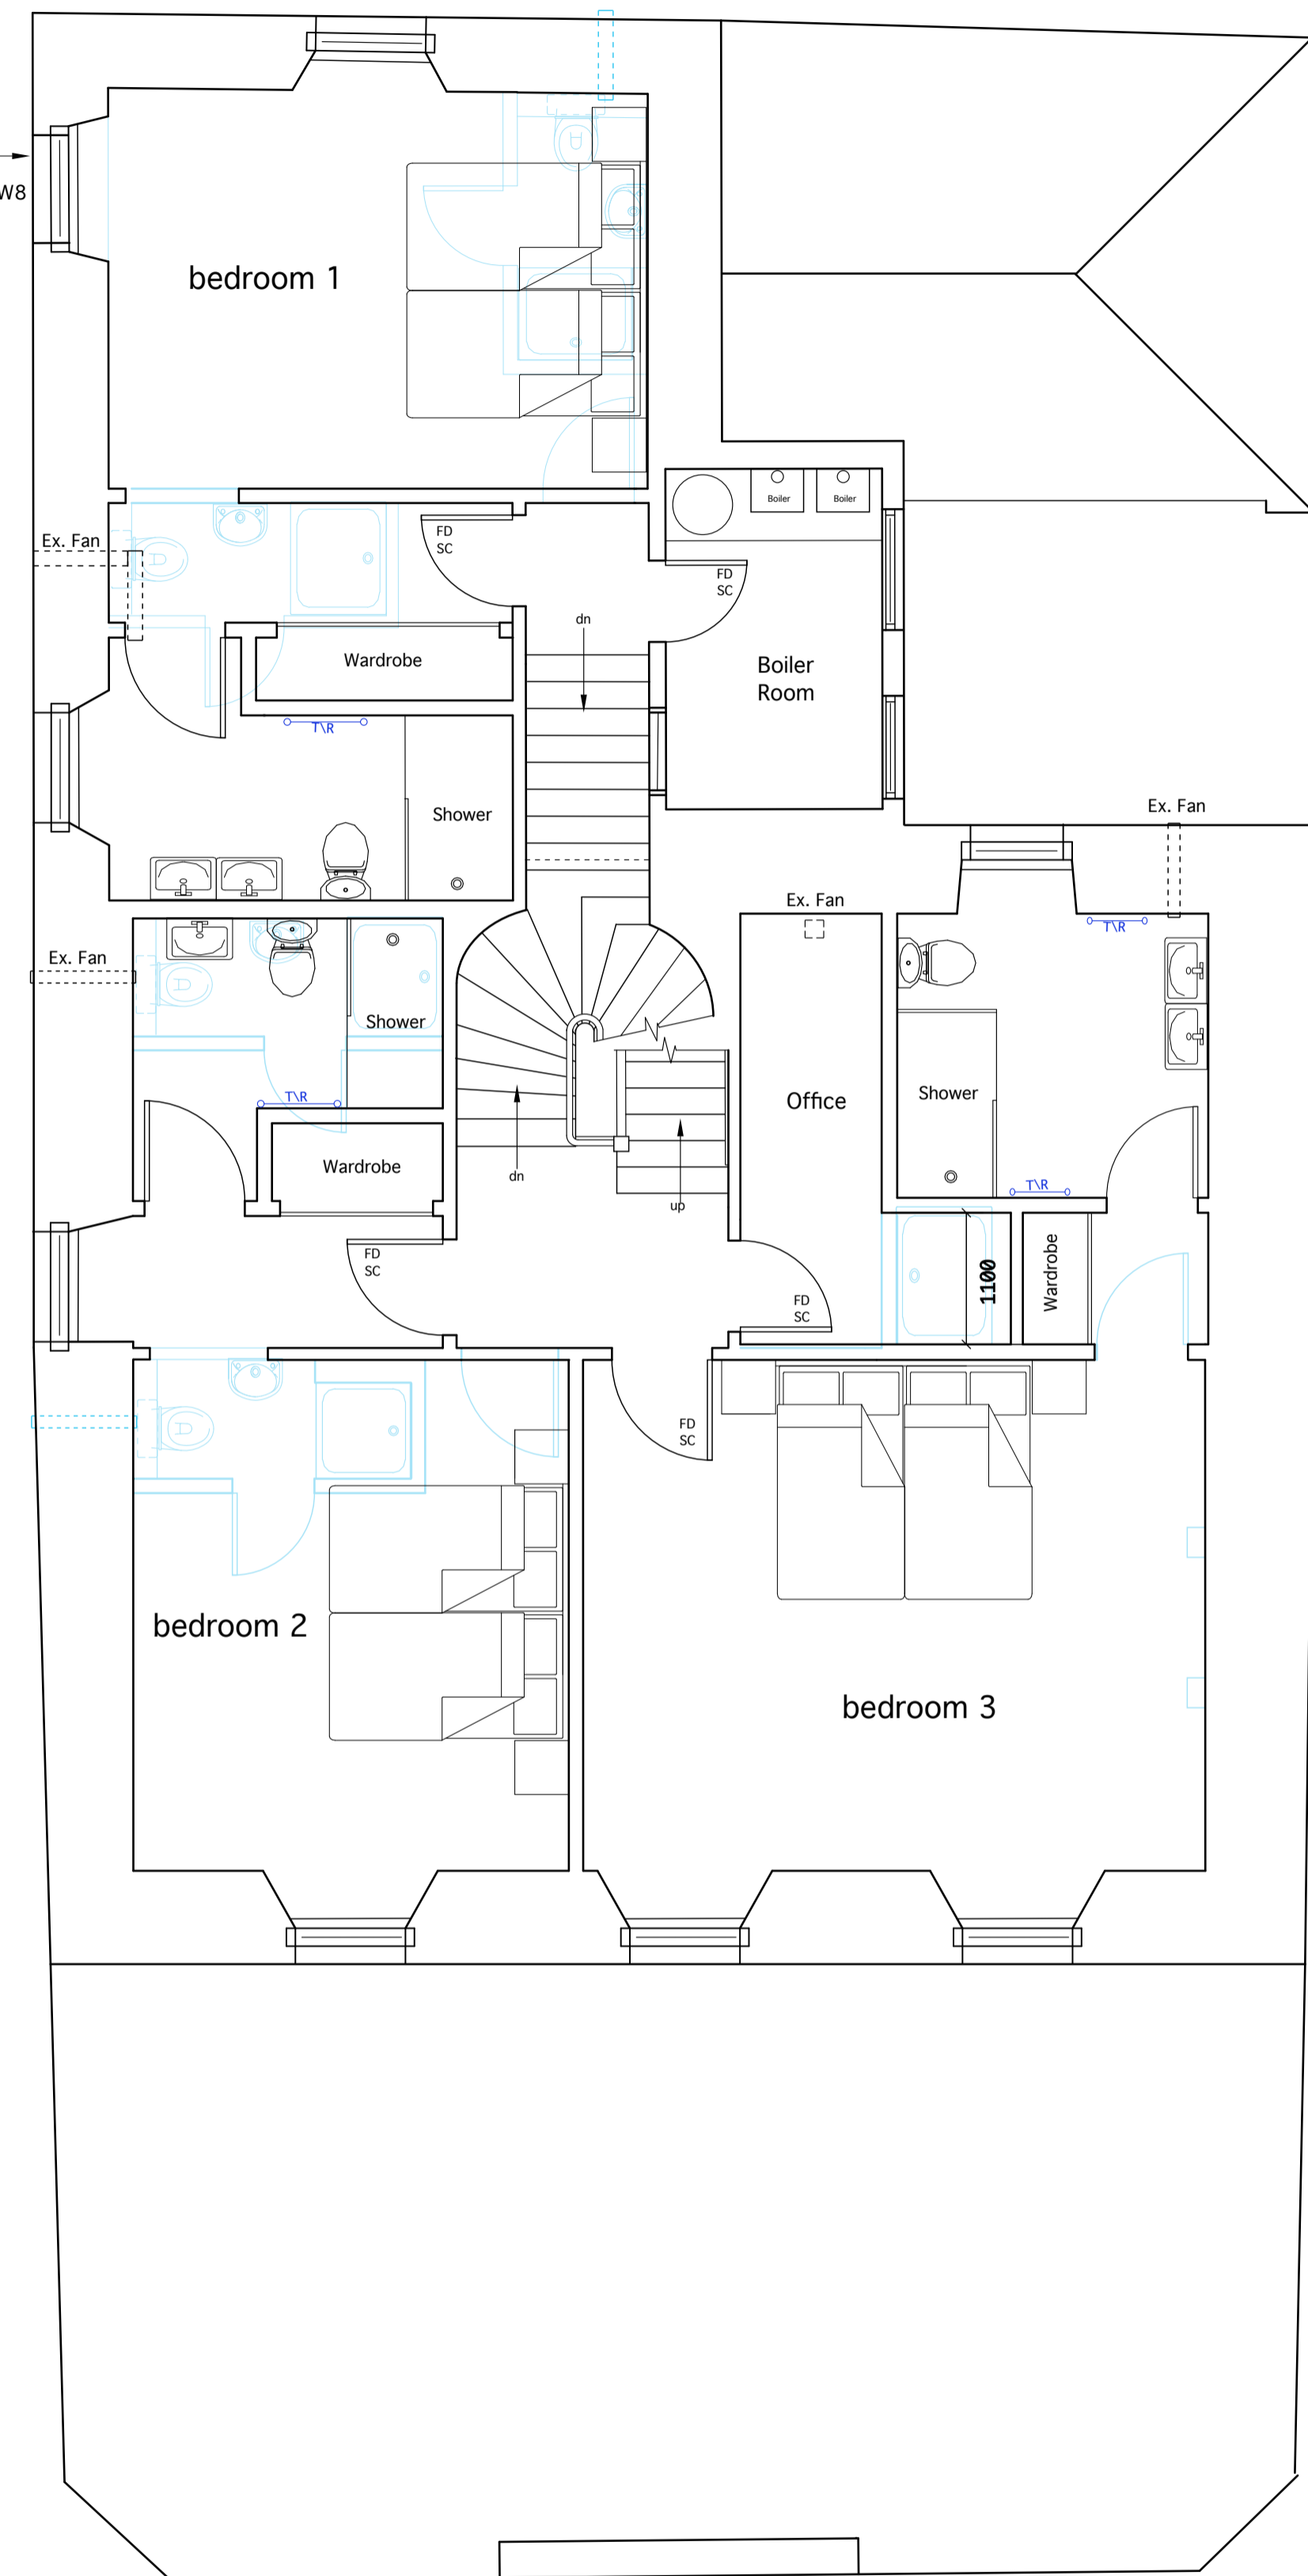 W8
bedroom 1
Boiler
Boiler
Ex. Fan
FD
SC
FD
SC
dn
Wardrobe
Boiler
Room
T\R
Shower
Ex. Fan
Ex. Fan
T\R
Ex. Fan
Shower
Office
Shower
T\R
Wardrobe
dn
up
T\R
FD
SC
FD
SC
1100
Wardrobe
FD
SC
bedroom 2
bedroom 3